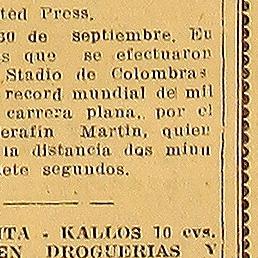 ted Press.
30 de septiembre. En
s que se efectuaron
Stadio de Colombras
record mundial de mil
carrera plana, por el
erafin Martin, quien
la distancia dos minu
ete segundos.
ITA - KALLOS 10 cvs.
EN DROGUERIAS Y